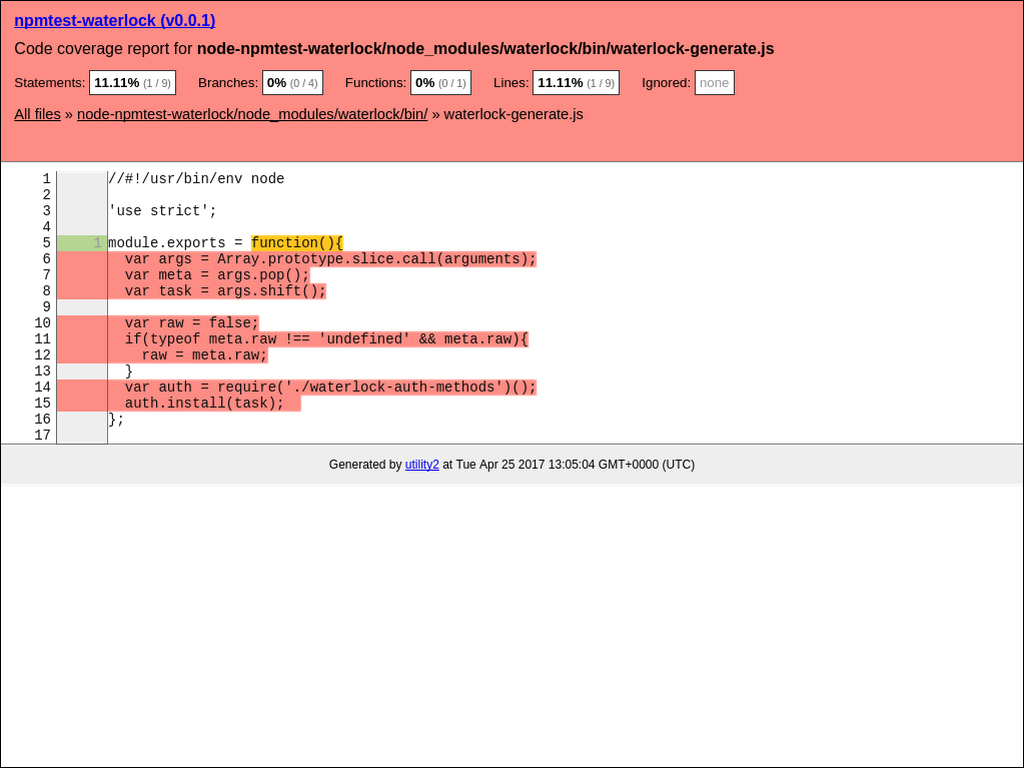 npmtest-waterlock (v0.0.1)
Code coverage report for node-npmtest-waterlock/node_modules/waterlock/bin/waterlock-generate.js
Statements: 11.11% (1 / 9) Branches: 0% (0 / 4) Functions: 0% (0 / 1) Lines: 11.11% (1 / 9) Ignored: none
All files » node-npmtest-waterlock/node_modules/waterlock/bin/ » waterlock-generate.js
1 //#!/usr/bin/env node
2
3 'use strict';
4
5 1 module.exports = function(){
6   var args = Array.prototype.slice.call(arguments);
7   var meta = args.pop();
8   var task = args.shift();
9
10   var raw = false;
11   if(typeof meta.raw !== 'undefined' && meta.raw){
12     raw = meta.raw;
13   }
14   var auth = require('./waterlock-auth-methods')();
15   auth.install(task);
16 };
17
Generated by utility2 at Tue Apr 25 2017 13:05:04 GMT+0000 (UTC)